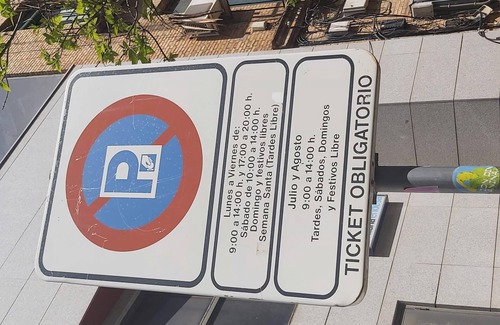 P
Lunes a Viernes de:
9:00 a 14:00 h. y 17:00 a 20:00 h.
Sábado de 10:00 a 14:00 h.
Domingo y festivos libres
Semana Santa (Tardes Libre)
Julio y Agosto
9:00 a 14:00 h.
Tardes, Sábados, Domingos
y Festivos Libre
TICKET OBLIGATORIO